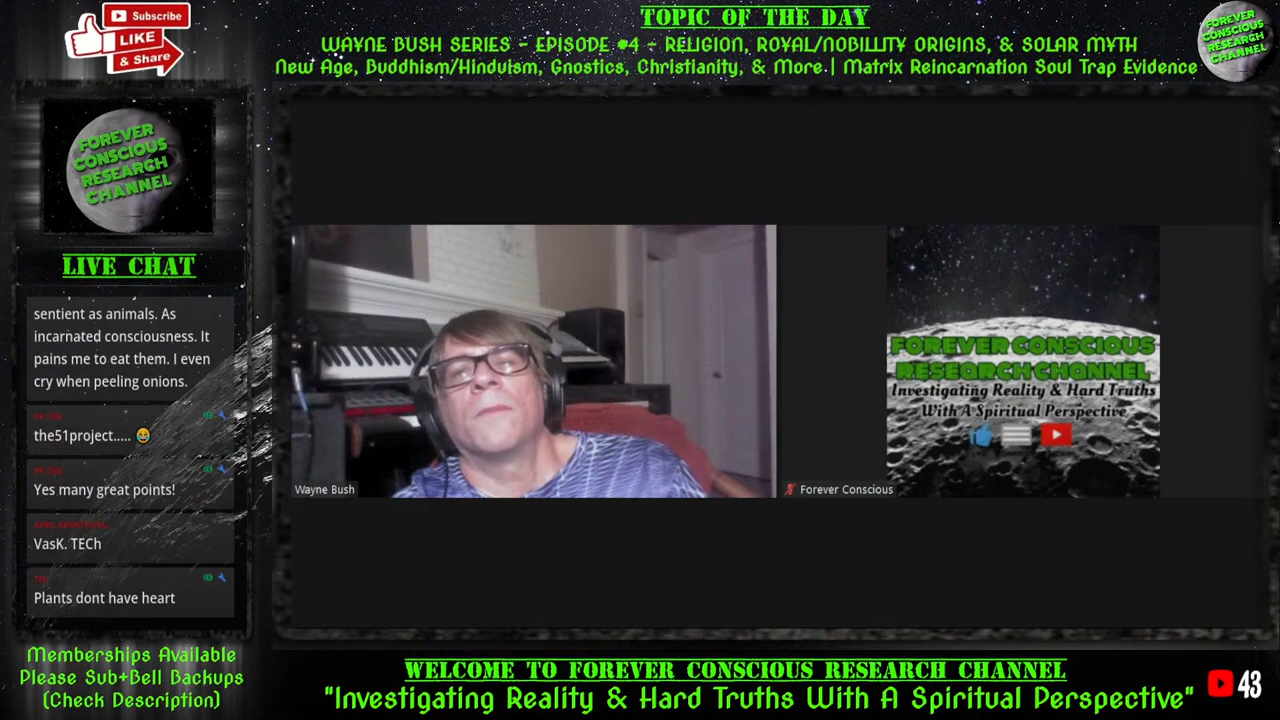 Subscribe
LIKE
& Share
TOPIC OF THE DAY
WAYNE BUSH SERIES - EPISODE #4 - RELIGION, ROYAL/NOBILLITY ORIGINS, & SOLAR MYTH
New Age, Buddhism/Hinduism, Gnostics, Christianity, & More | Matrix Reincarnation Soul Trap Evidence
FOREVER
CONSCIOUS
RESEARCH
CHANNEL
FOREVER
CONSCIOUS
RESEARCH
CHANNEL
LIVE CHAT
sentient as animals. As
incarnated consciousness. It
pains me to eat them. I even
cry when peeling onions.
the51project.....
Yes many great points!
APRIL ARMSTRONG
VasK. TECh
Plants dont have heart
Wayne Bush
FOREVER CONSCIOUS
RESEARCH CHANNEL
Investigating Reality & Hard Truths
With A Spiritual Perspective
Forever Conscious
Memberships Available
Please Sub+Bell Backups
(Check Description)
WELCOME TO FOREVER CONSCIOUS RESEARCH CHANNEL
"Investigating Reality & Hard Truths With A Spiritual Perspective"
43